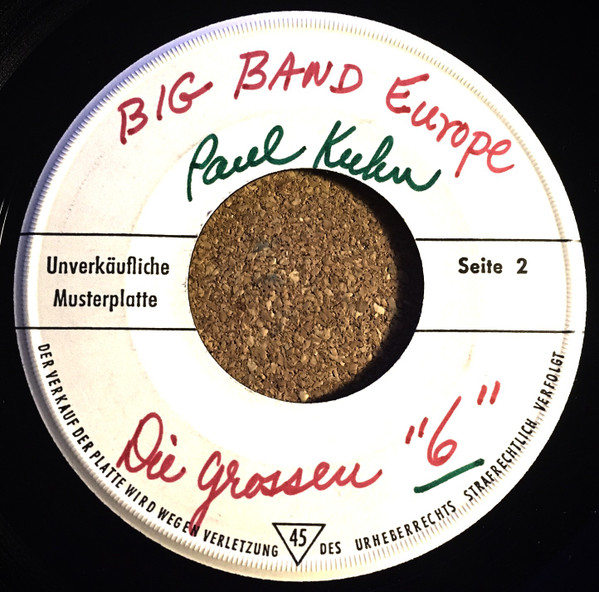 BIG BAND Europe
Paul Kuhn
Unverkäufliche
Musterplatte
Seite 2
Die grossen "6"
DER VERKAUF DER PLATTE WIRD WEGEN VERLETZUNG DES URHEBERRECHTS STRAFRECHTLICH VERFOLGT
45